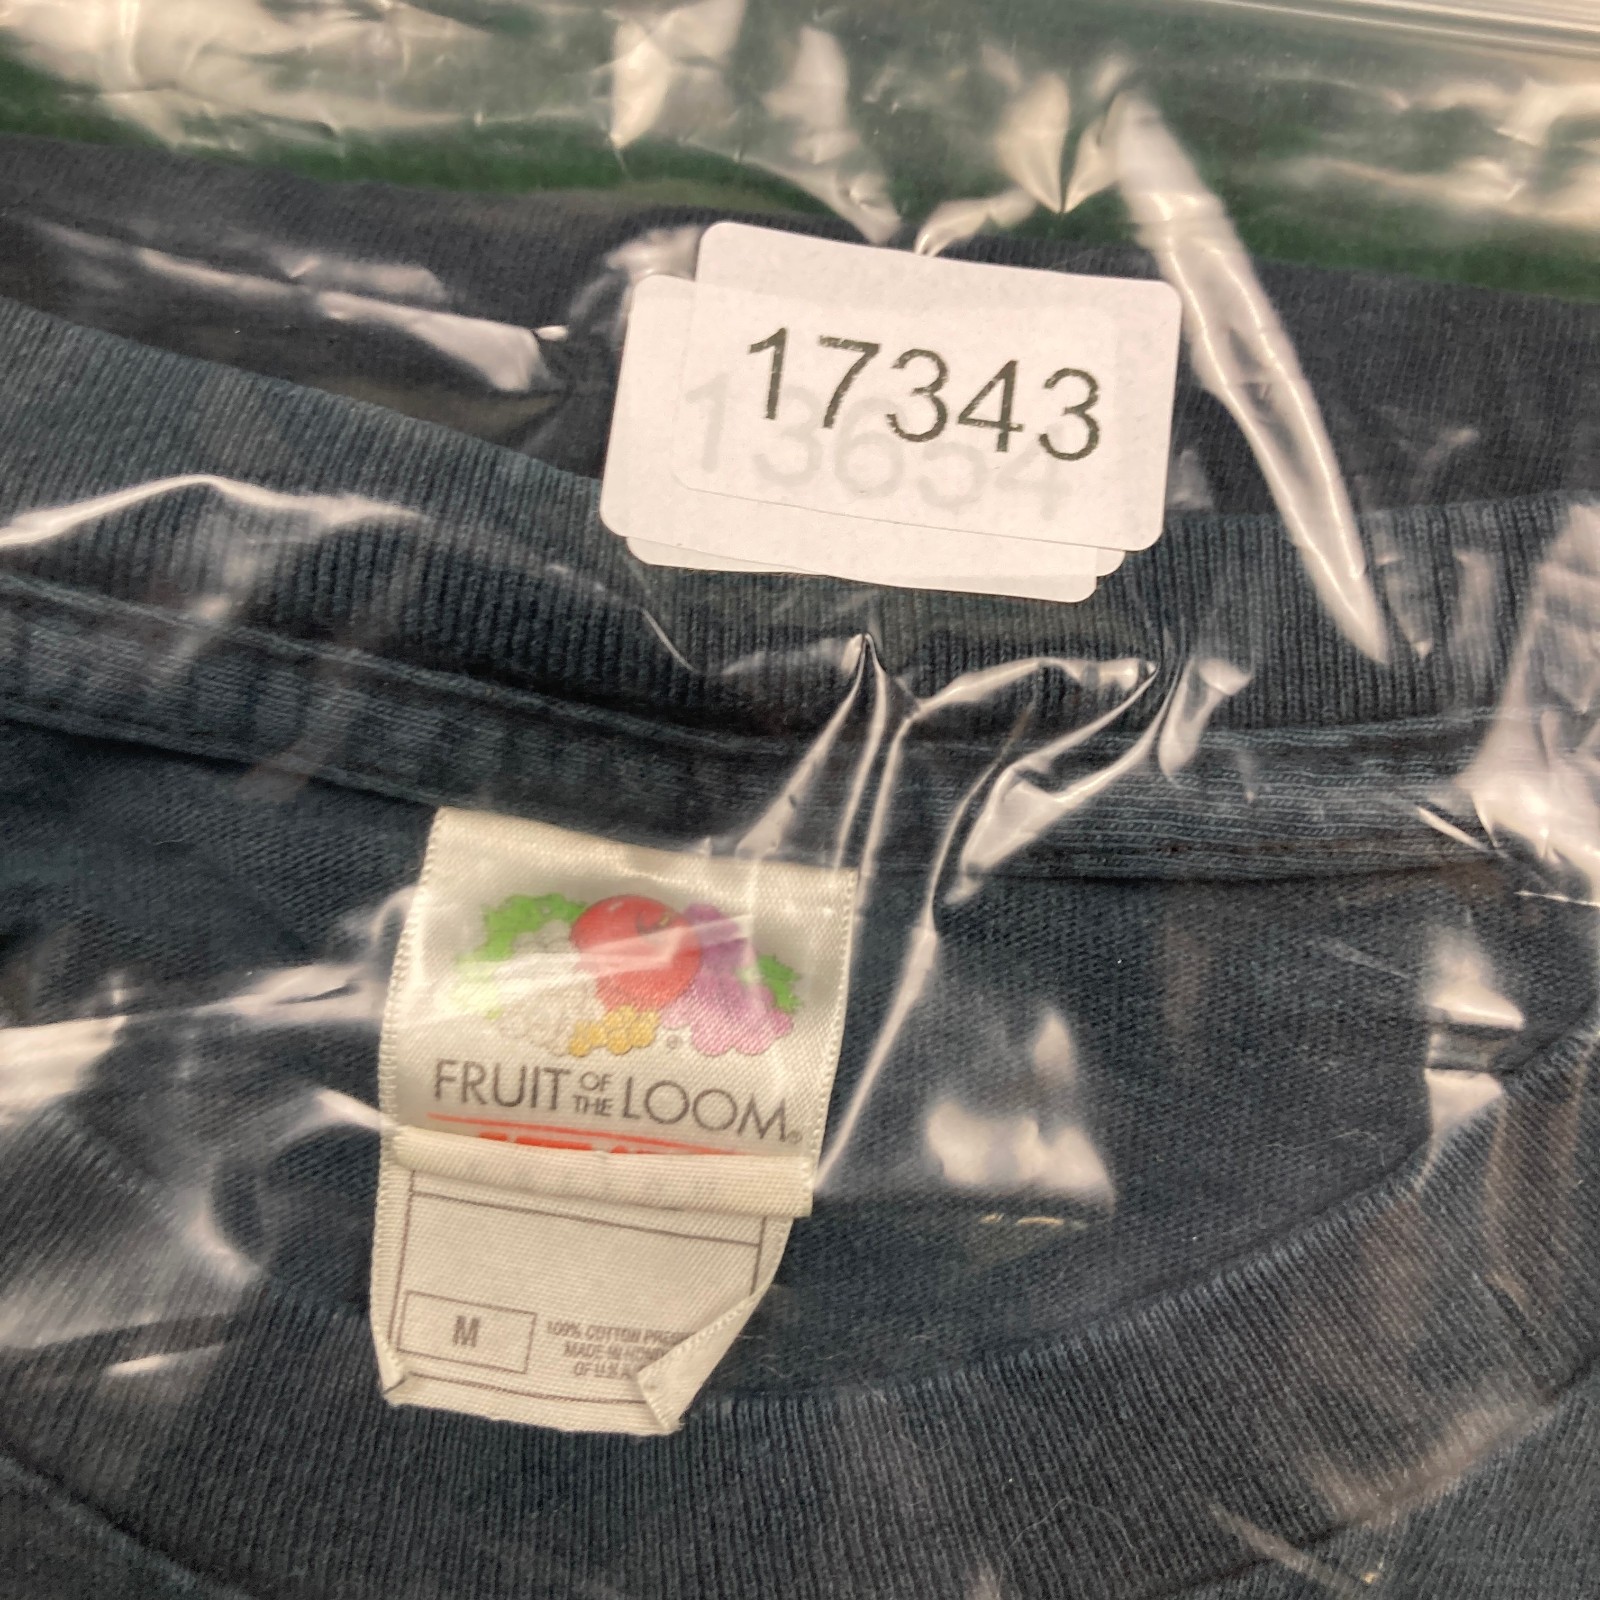 17343
13654
FRUIT OF THE LOOM®
M
100% COTTON
MADE IN
OF U.S.